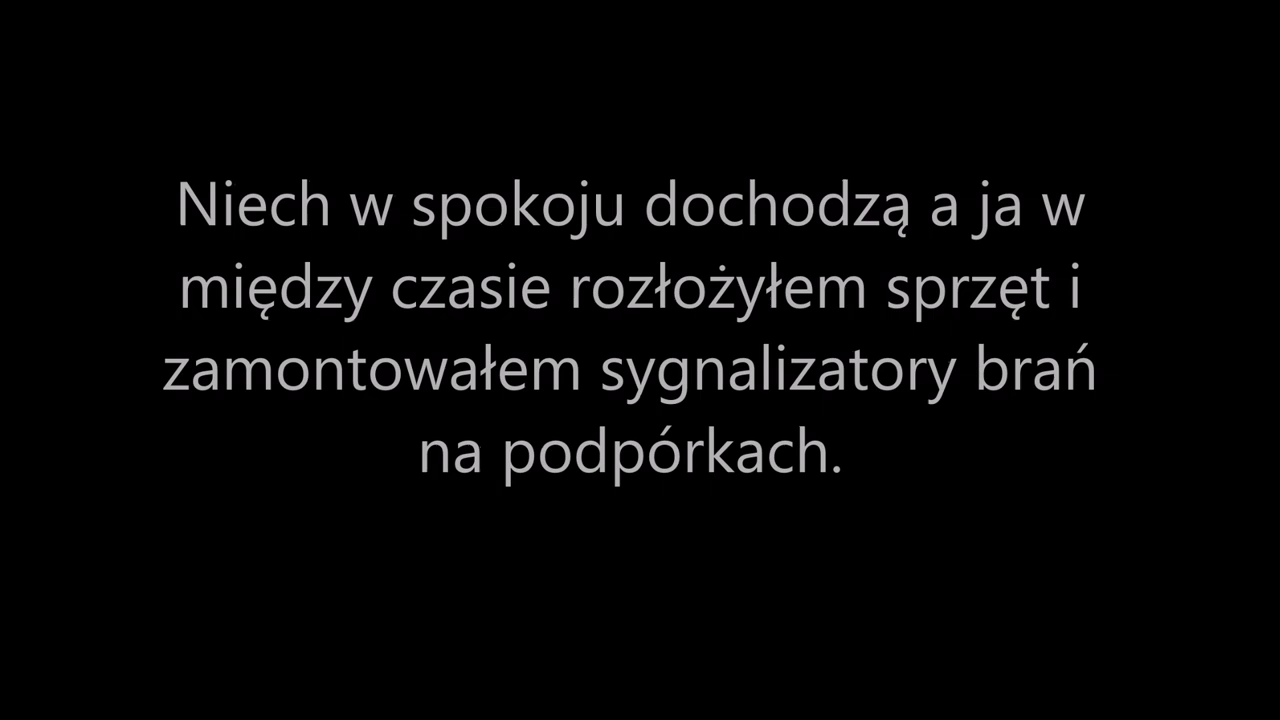 Niech w spokoju dochodzą a ja w
między czasie rozłożyłem sprzęt i
zamontowałem sygnalizatory brań
na podpórkach.